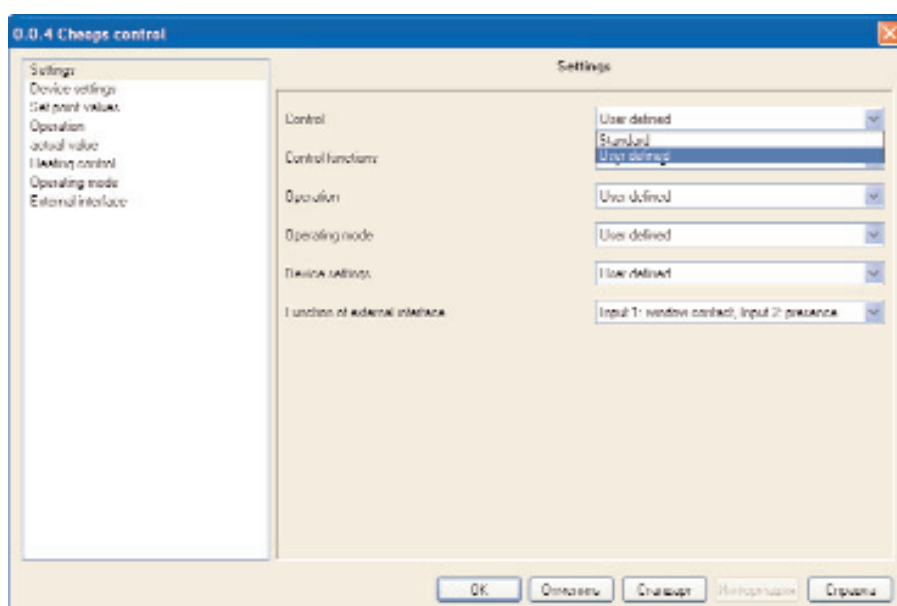 0.0.4 Cheops control
Settings
Device settings
Set point values
Operation
actual value
Heating control
Operating mode
External interface
Settings
Control User defined
Standard
User defined
Control functions
Operation User defined
Operating mode User defined
Device settings User defined
Function of external interface Input 1: window contact, Input 2: presence
OK Отменить Стандарт Информация Справка